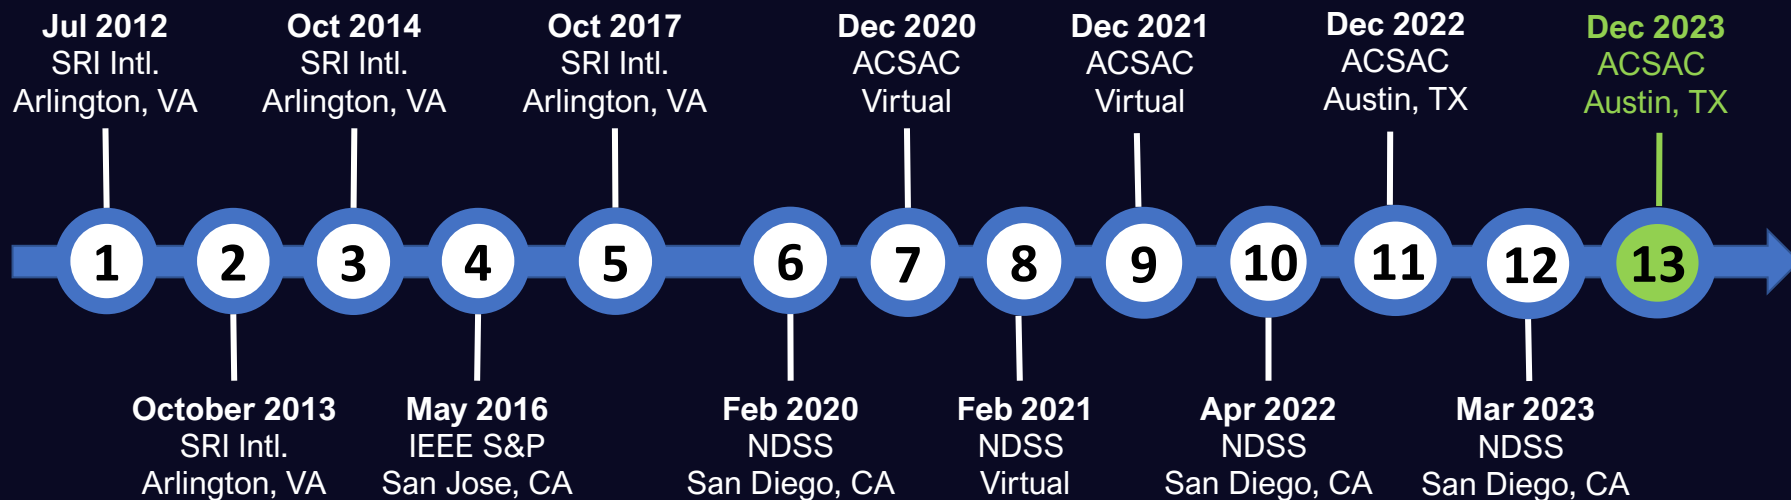 Jul 2012
SRI Intl.
Arlington, VA
Oct 2014
SRI Intl.
Arlington, VA
Oct 2017
SRI Intl.
Arlington, VA
Dec 2020
ACSAC
Virtual
Dec 2021
ACSAC
Virtual
Dec 2022
ACSAC
Austin, TX
Dec 2023
ACSAC
Austin, TX
1
2
3
4
5
6
7
8
9
10
11
12
13
October 2013
SRI Intl.
Arlington, VA
May 2016
IEEE S&P
San Jose, CA
Feb 2020
NDSS
San Diego, CA
Feb 2021
NDSS
Virtual
Apr 2022
NDSS
San Diego, CA
Mar 2023
NDSS
San Diego, CA